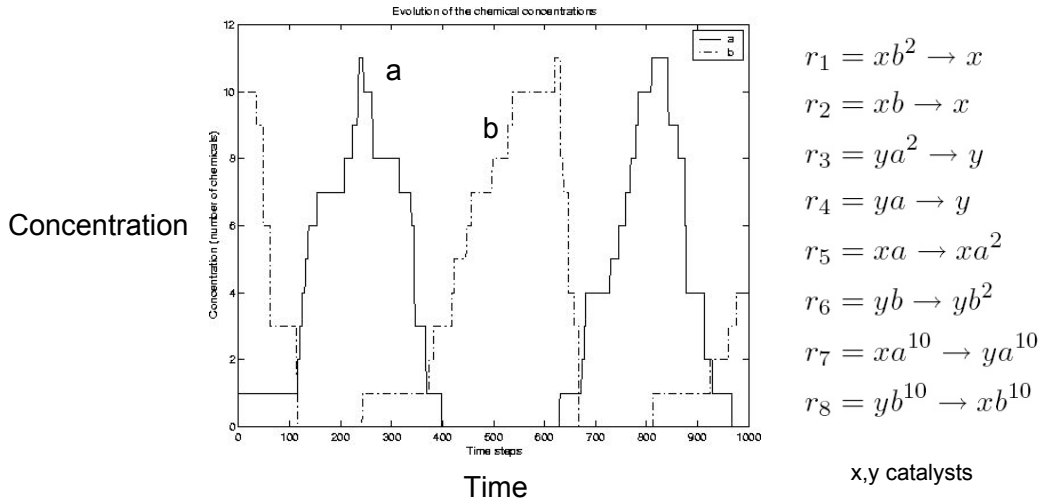 Evolution of the chemical concentrations
12
10
8
6
4
2
0
0 100 200 300 400 500 600 700 800 900 1000
Concentration (number of chemicals)
Time steps
a
b
a
b
Concentration
Time
r₁ = xb² → x
r₂ = xb → x
r₃ = ya² → y
r₄ = ya → y
r₅ = xa → xa²
r₆ = yb → yb²
r₇ = xa¹⁰ → ya¹⁰
r₈ = yb¹⁰ → xb¹⁰
x,y catalysts